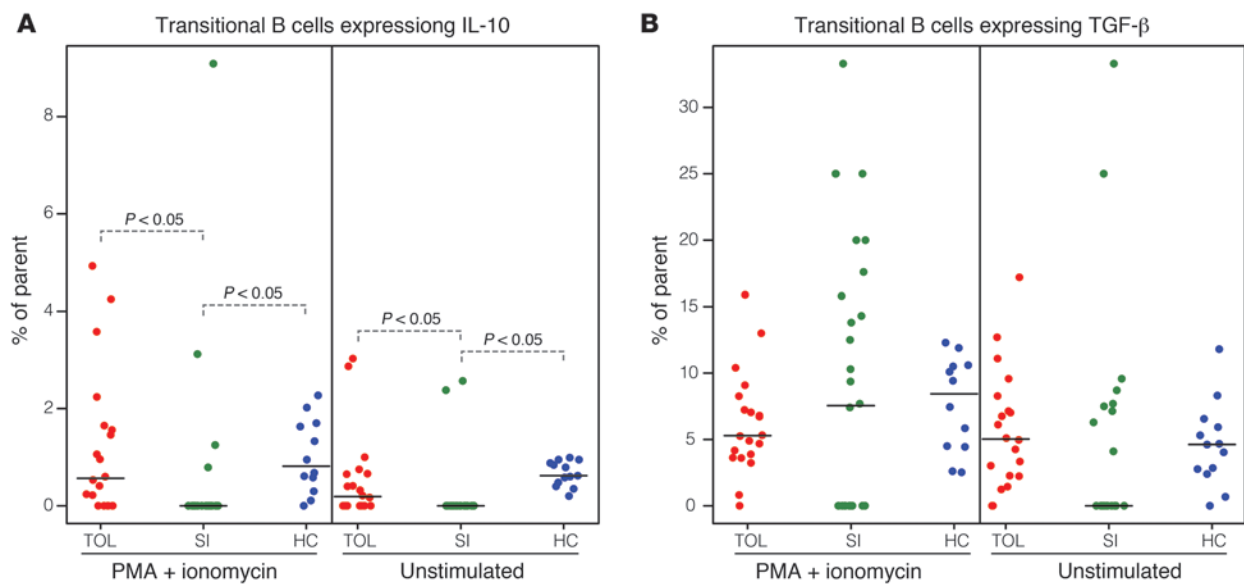 A
Transitional B cells expressiong IL-10
% of parent
8
6
4
2
0
P < 0.05
P < 0.05
P < 0.05
P < 0.05
TOL
SI
HC
TOL
SI
HC
PMA + ionomycin
Unstimulated
B
Transitional B cells expressing TGF-β
% of parent
30
25
20
15
10
5
0
TOL
SI
HC
TOL
SI
HC
PMA + ionomycin
Unstimulated